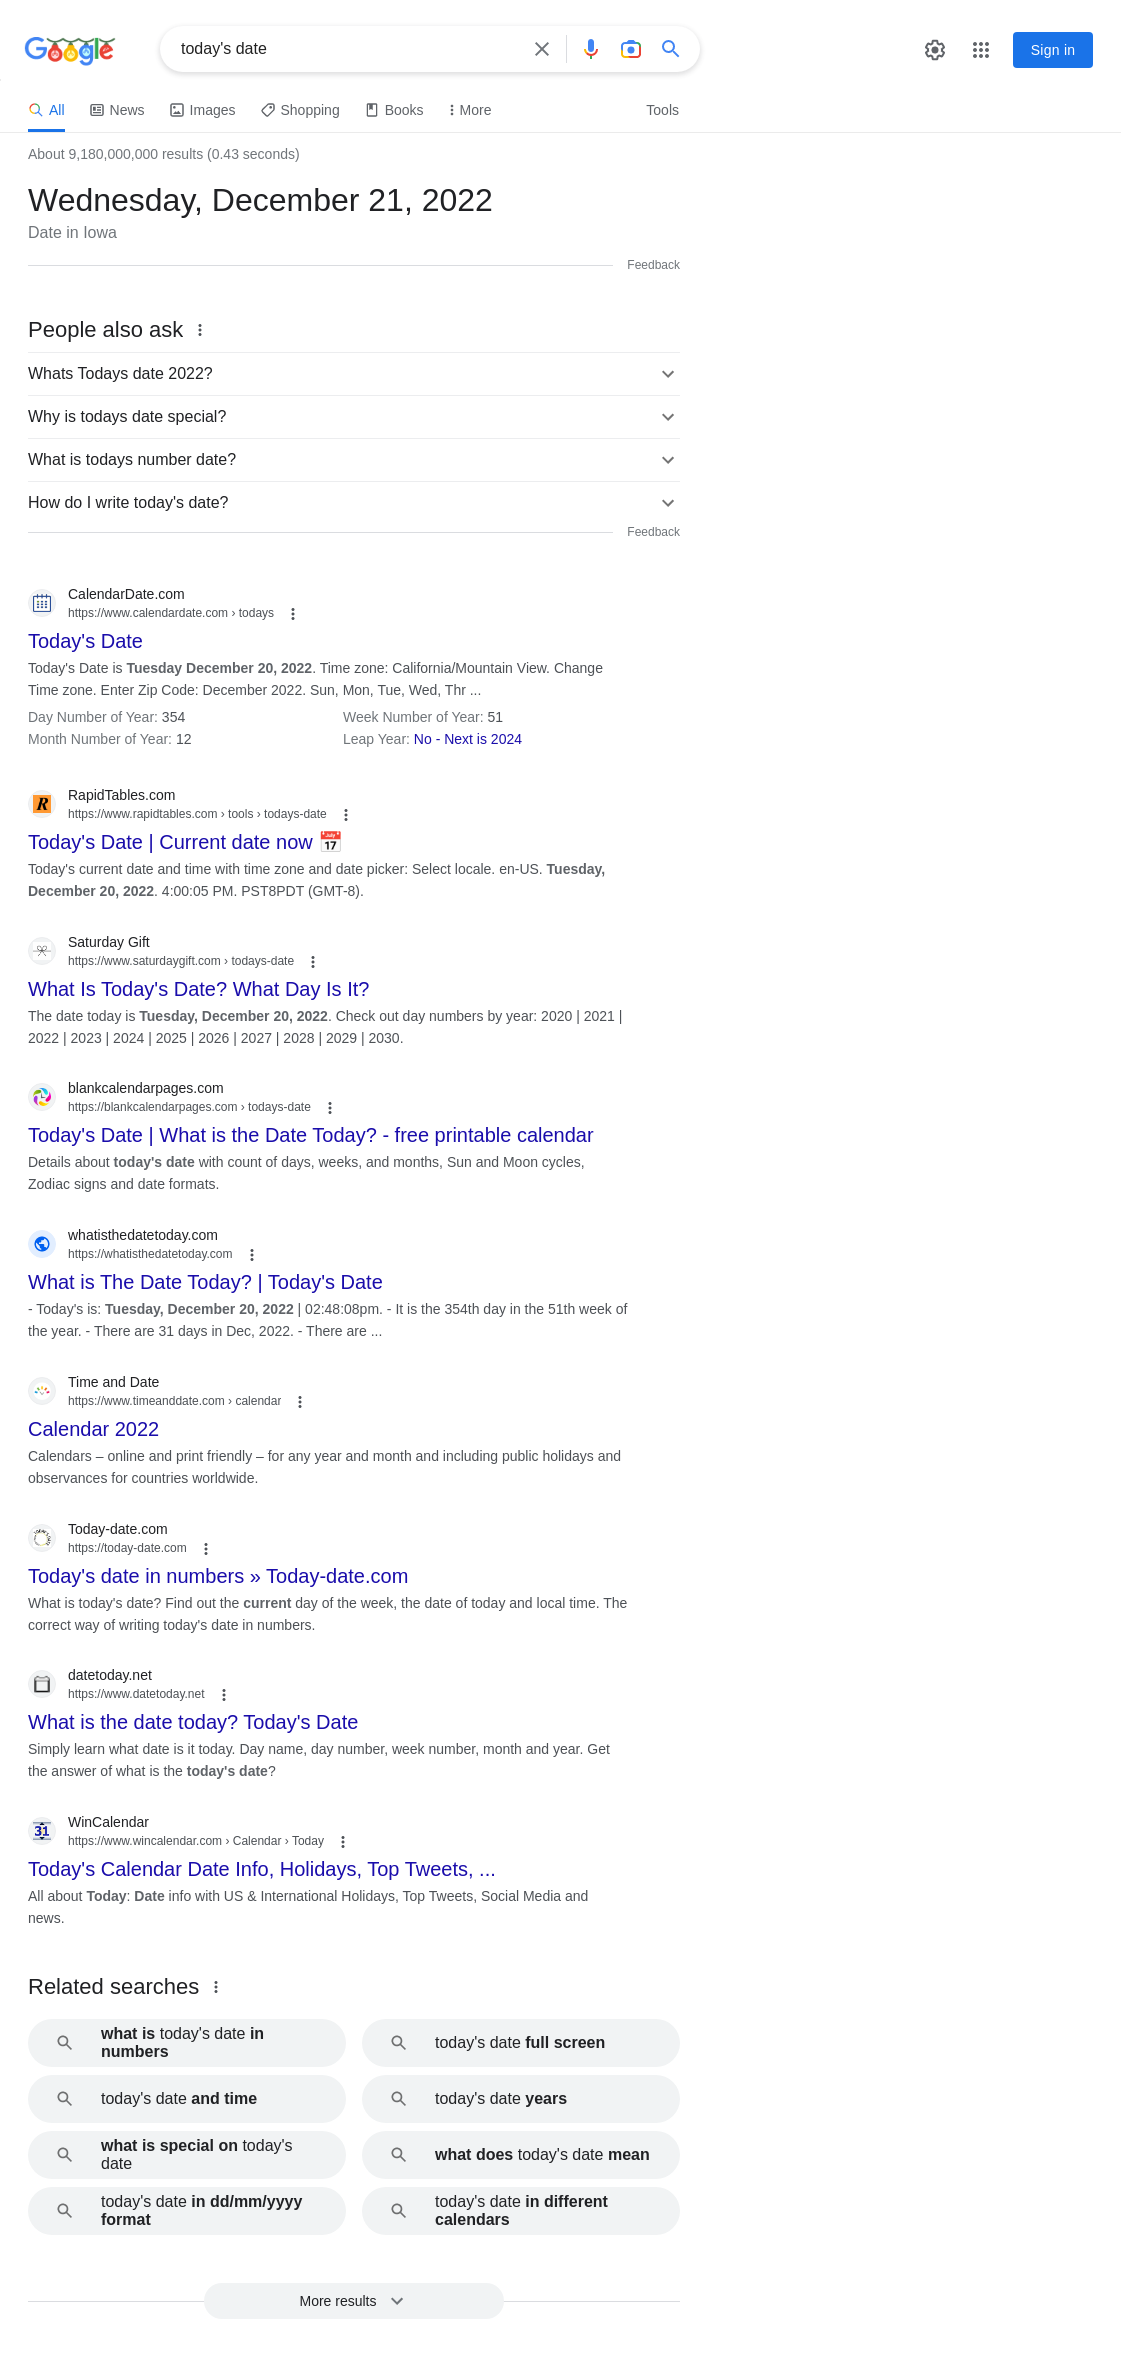 Google
today's date
Sign in
All
News
Images
Shopping
Books
More
Tools
About 9,180,000,000 results (0.43 seconds)
Wednesday, December 21, 2022
Date in Iowa
Feedback
People also ask
Whats Todays date 2022?
Why is todays date special?
What is todays number date?
How do I write today's date?
Feedback
CalendarDate.com
https://www.calendardate.com › todays
Today's Date
Today's Date is Tuesday December 20, 2022. Time zone: California/Mountain View. Change
Time zone. Enter Zip Code: December 2022. Sun, Mon, Tue, Wed, Thr ...
Day Number of Year: 354
Week Number of Year: 51
Month Number of Year: 12
Leap Year: No - Next is 2024
R
RapidTables.com
https://www.rapidtables.com › tools › todays-date
Today's Date | Current date now 📅
Today's current date and time with time zone and date picker: Select locale. en-US. Tuesday,
December 20, 2022. 4:00:05 PM. PST8PDT (GMT-8).
Saturday Gift
https://www.saturdaygift.com › todays-date
What Is Today's Date? What Day Is It?
The date today is Tuesday, December 20, 2022. Check out day numbers by year: 2020 | 2021 |
2022 | 2023 | 2024 | 2025 | 2026 | 2027 | 2028 | 2029 | 2030.
blankcalendarpages.com
https://blankcalendarpages.com › todays-date
Today's Date | What is the Date Today? - free printable calendar
Details about today's date with count of days, weeks, and months, Sun and Moon cycles,
Zodiac signs and date formats.
whatisthedatetoday.com
https://whatisthedatetoday.com
What is The Date Today? | Today's Date
- Today's is: Tuesday, December 20, 2022 | 02:48:08pm. - It is the 354th day in the 51th week of
the year. - There are 31 days in Dec, 2022. - There are ...
Time and Date
https://www.timeanddate.com › calendar
Calendar 2022
Calendars – online and print friendly – for any year and month and including public holidays and
observances for countries worldwide.
Today-date.com
https://today-date.com
Today's date in numbers » Today-date.com
What is today's date? Find out the current day of the week, the date of today and local time. The
correct way of writing today's date in numbers.
datetoday.net
https://www.datetoday.net
What is the date today? Today's Date
Simply learn what date is it today. Day name, day number, week number, month and year. Get
the answer of what is the today's date?
31
WinCalendar
https://www.wincalendar.com › Calendar › Today
Today's Calendar Date Info, Holidays, Top Tweets, ...
All about Today: Date info with US & International Holidays, Top Tweets, Social Media and
news.
Related searches
what is today's date in
numbers
today's date full screen
today's date and time
today's date years
what is special on today's
date
what does today's date mean
today's date in dd/mm/yyyy
format
today's date in different
calendars
More results